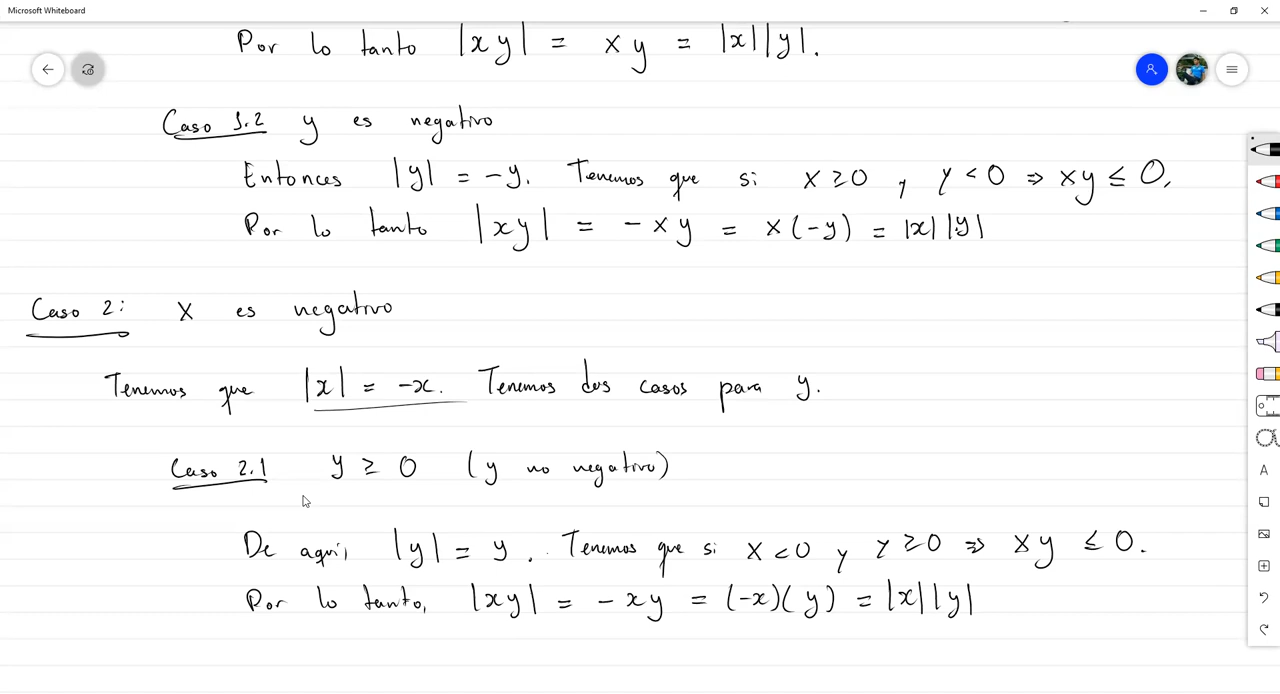 Microsoft Whiteboard
Por lo tanto |xy| = xy = |x||y|.
Caso 1.2 y es negativo
Entonces |y| = -y. Tenemos que si x ≥ 0 y y < 0 ⇒ xy ≤ 0.
Por lo tanto |xy| = -xy = x(-y) = |x||y|
Caso 2: x es negativo
Tenemos que |x| = -x. Tenemos dos casos para y.
Caso 2.1 y ≥ 0 (y no negativo)
De aquí, |y| = y. Tenemos que si x < 0 y y ≥ 0 ⇒ xy ≤ 0.
Por lo tanto, |xy| = -xy = (-x)(y) = |x||y|